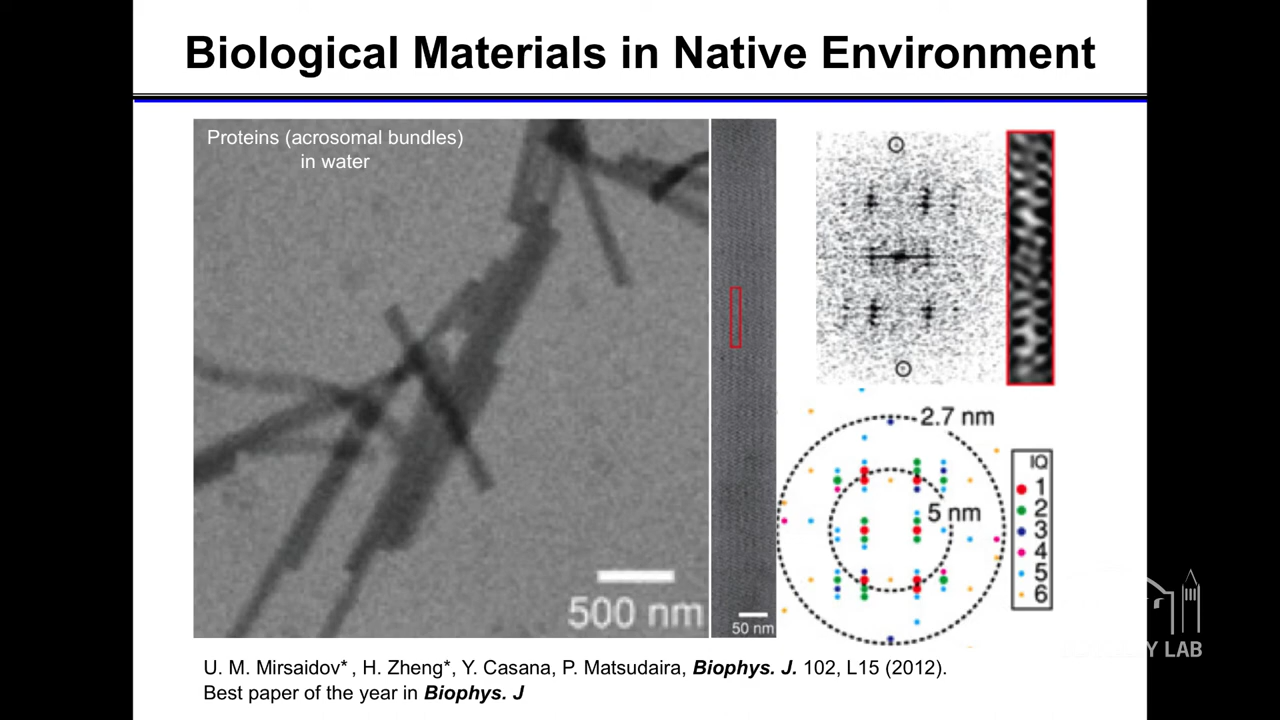 Biological Materials in Native Environment
Proteins (acrosomal bundles)
in water
500 nm
50 nm
2.7 nm
5 nm
IQ
1
2
3
4
5
6
U. M. Mirsaidov* , H. Zheng*, Y. Casana, P. Matsudaira, Biophys. J. 102, L15 (2012).
Best paper of the year in Biophys. J
LAB